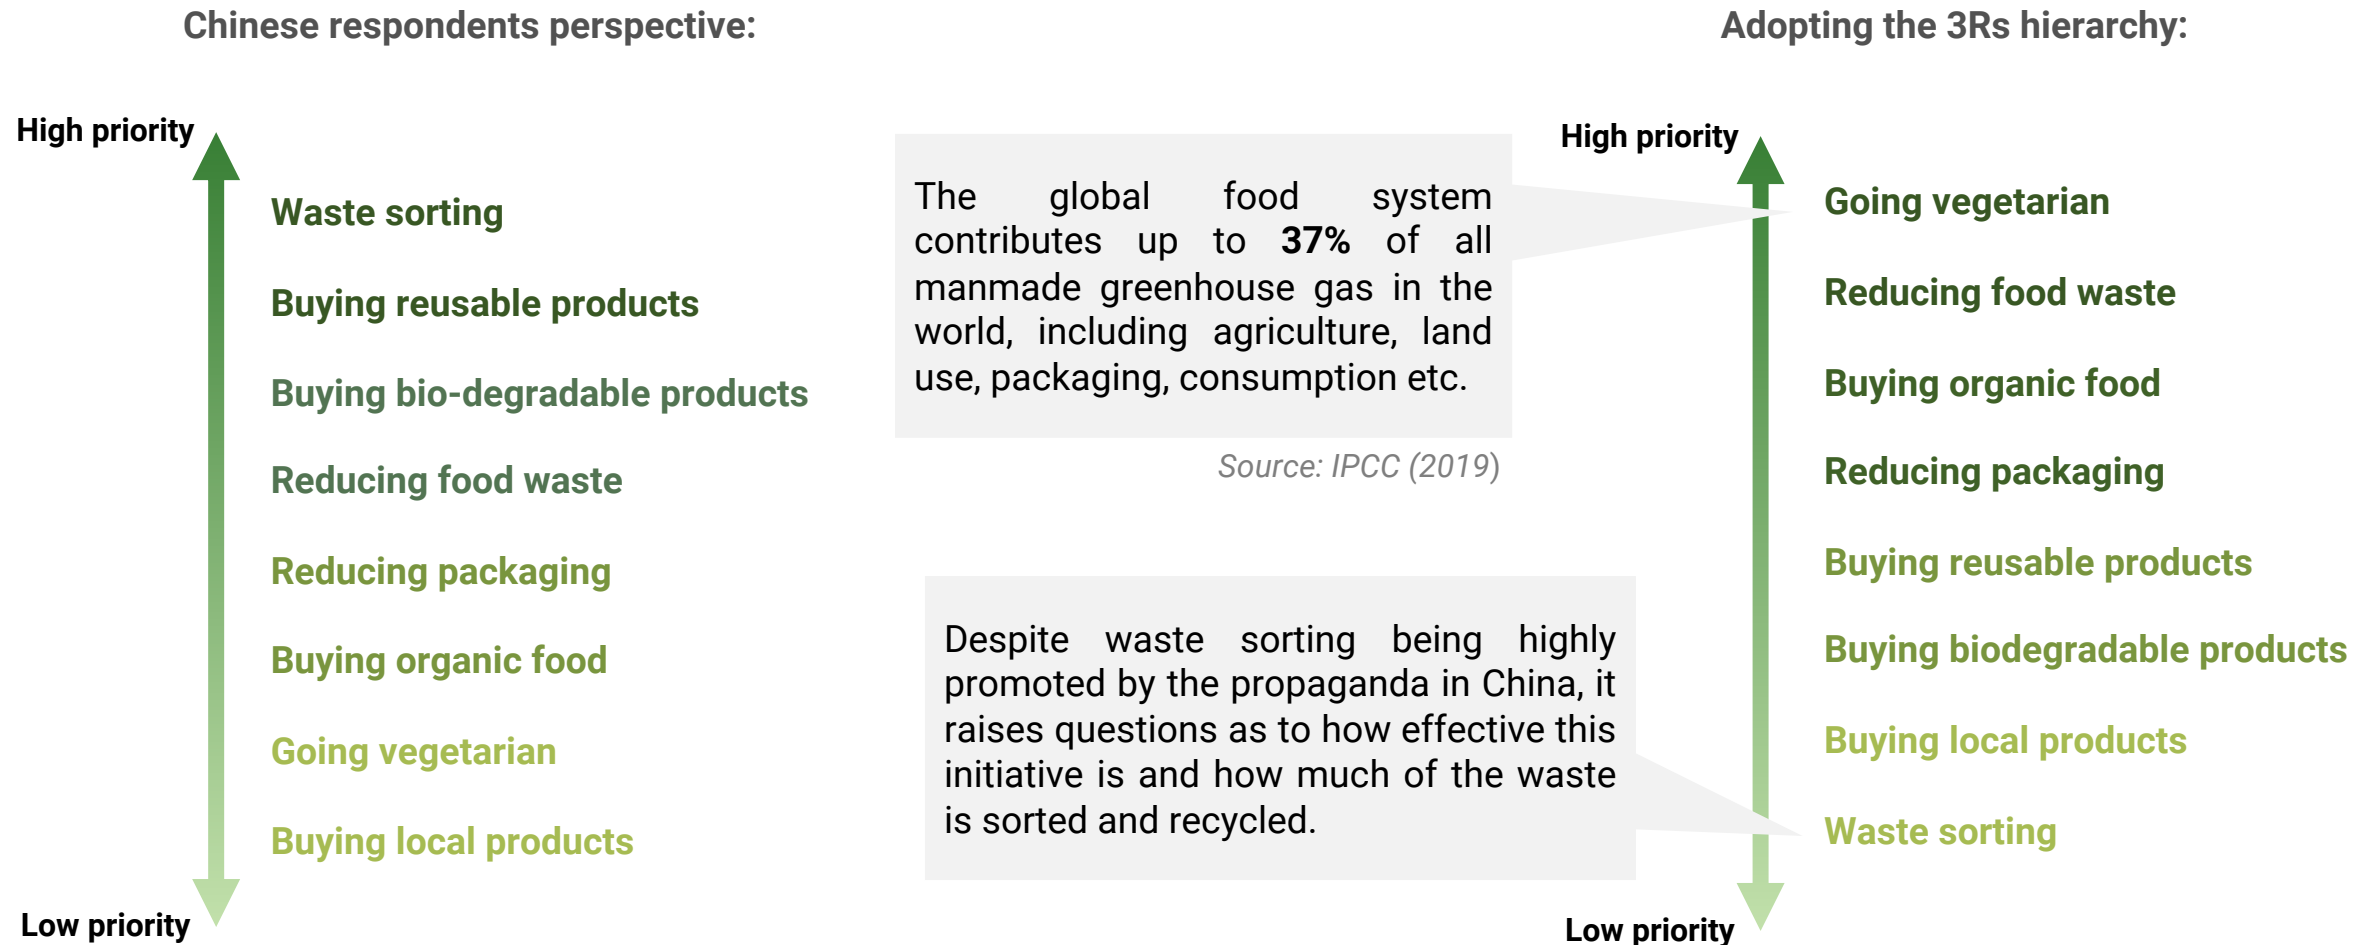 Chinese respondents perspective:
High priority
Waste sorting
Buying reusable products
Buying bio-degradable products
Reducing food waste
Reducing packaging
Buying organic food
Going vegetarian
Buying local products
Low priority
The global food system
contributes up to 37% of all
manmade greenhouse gas in the
world, including agriculture, land
use, packaging, consumption etc.
Source: IPCC (2019)
Despite waste sorting being highly
promoted by the propaganda in China, it
raises questions as to how effective this
initiative is and how much of the waste
is sorted and recycled.
Adopting the 3Rs hierarchy:
High priority
Going vegetarian
Reducing food waste
Buying organic food
Reducing packaging
Buying reusable products
Buying biodegradable products
Buying local products
Waste sorting
Low priority